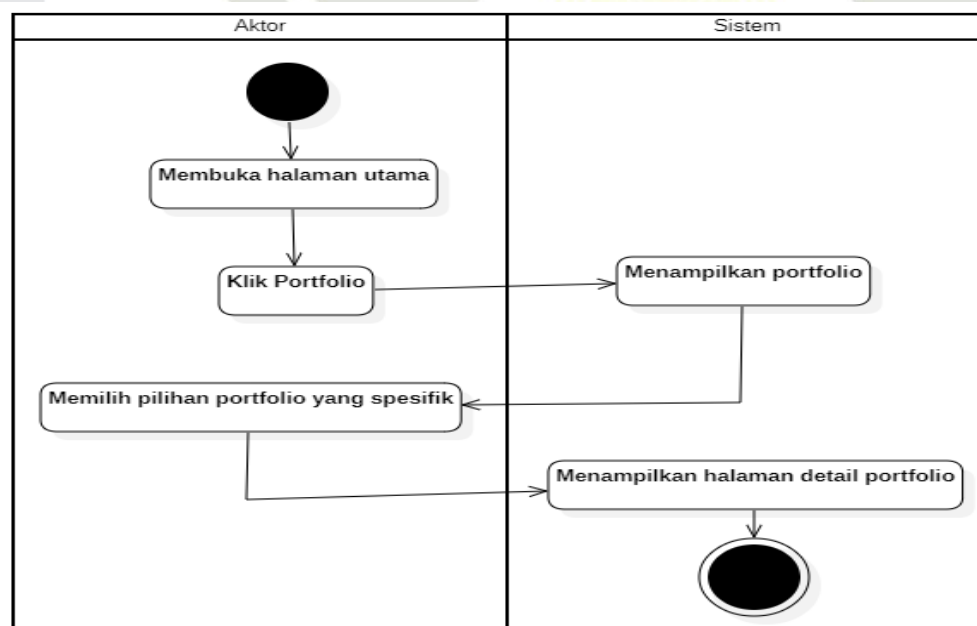 Aktor
Sistem
Membuka halaman utama
Klik Portfolio
Menampilkan portfolio
Memilih pilihan portfolio yang spesifik
Menampilkan halaman detail portfolio